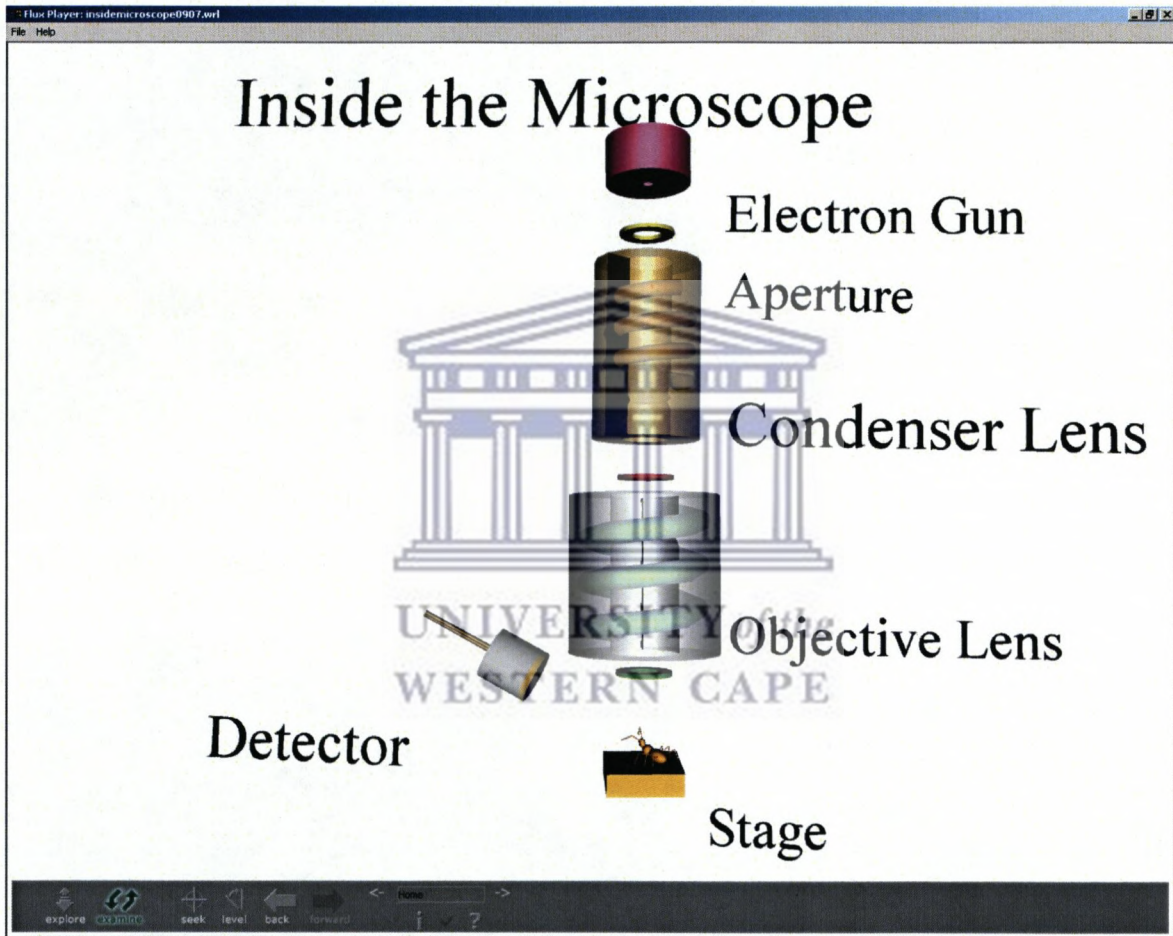 Flux Player: insidemicroscope0907.wrl
File Help
Inside the Microscope
Electron Gun
Aperture
Condenser Lens
UNIVERSITY of the
Objective Lens
WESTERN CAPE
Detector
Stage
Home
explore examine seek level back forward
i ?